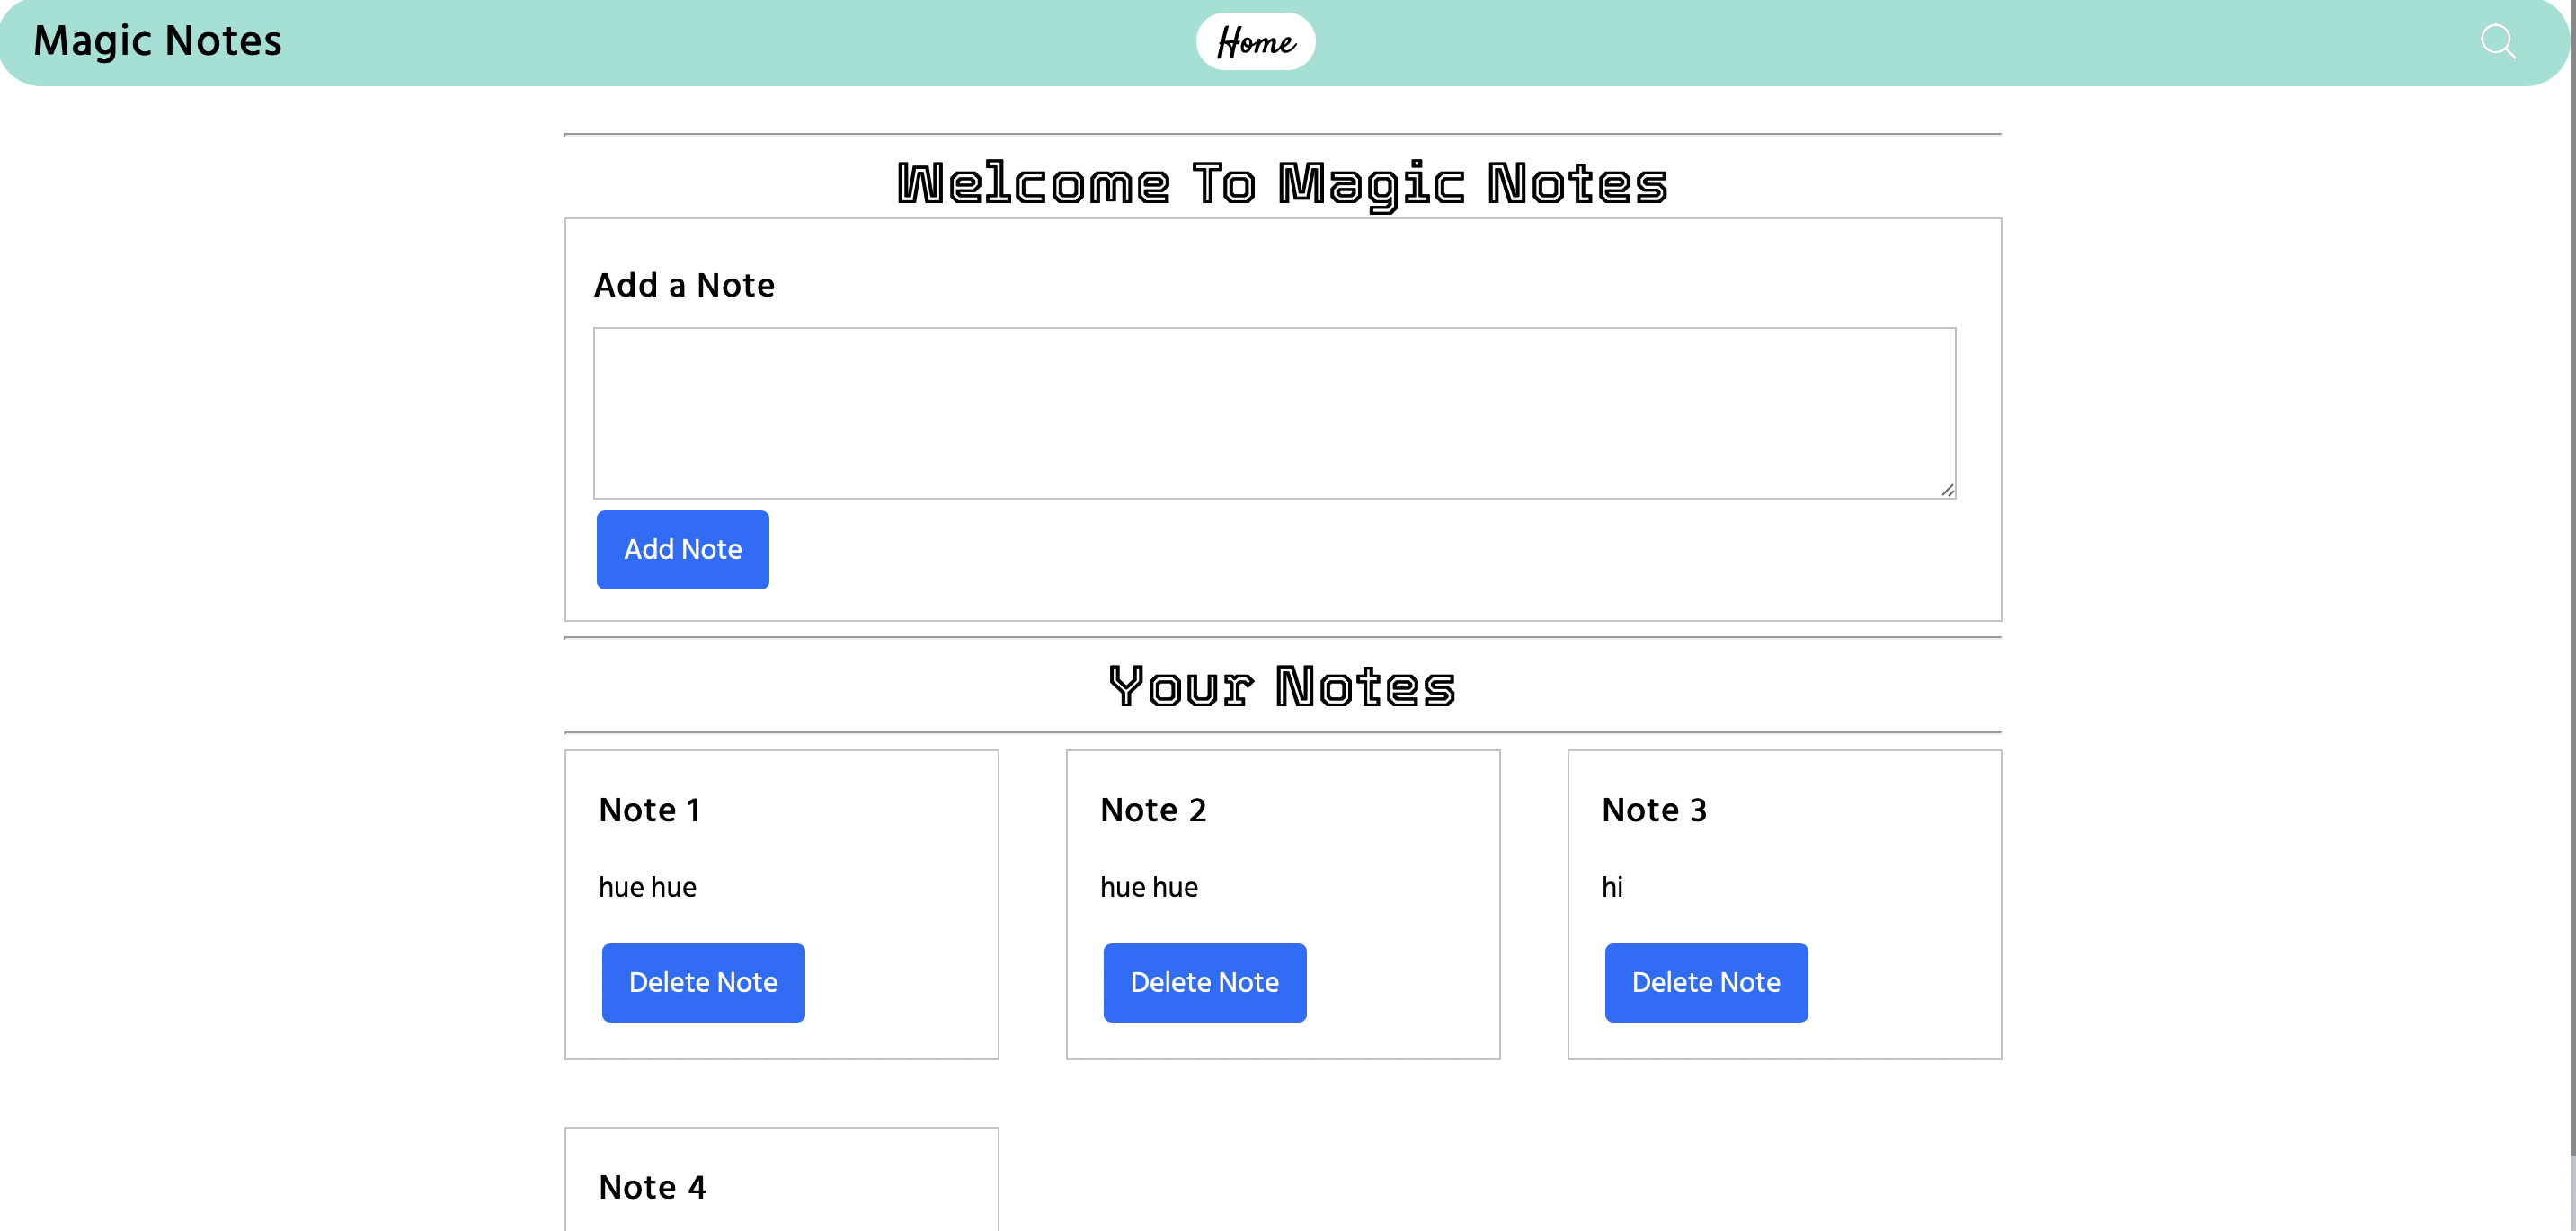 Magic Notes
Home
Welcome To Magic Notes
Add a Note
Add Note
Your Notes
Note 1
hue hue
Delete Note
Note 2
hue hue
Delete Note
Note 3
hi
Delete Note
Note 4